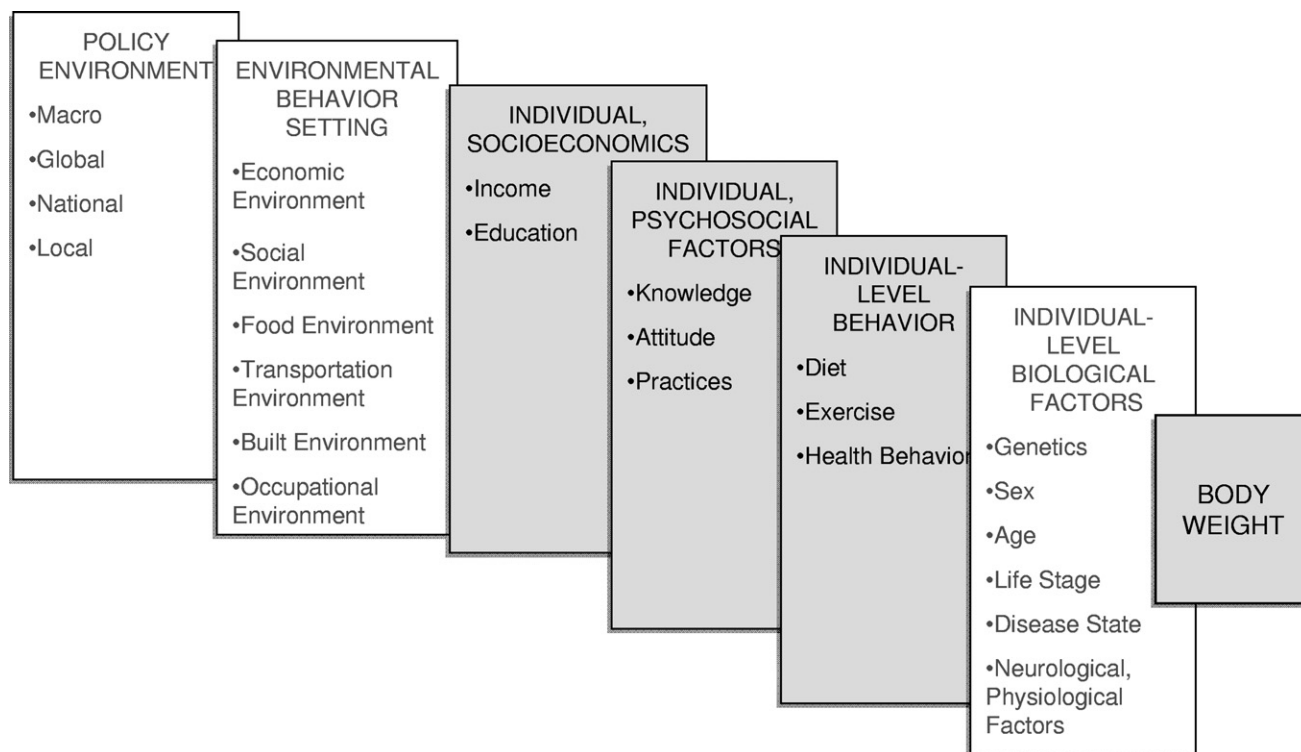 POLICY
ENVIRONMENT
•Macro
•Global
•National
•Local
ENVIRONMENTAL
BEHAVIOR
SETTING
•Economic
Environment
•Social
Environment
•Food Environment
•Transportation
Environment
•Built Environment
•Occupational
Environment
INDIVIDUAL,
SOCIOECONOMICS
•Income
•Education
INDIVIDUAL,
PSYCHOSOCIAL
FACTORS
•Knowledge
•Attitude
•Practices
INDIVIDUAL-
LEVEL
BEHAVIOR
•Diet
•Exercise
•Health Behavior
INDIVIDUAL-
LEVEL
BIOLOGICAL
FACTORS
•Genetics
•Sex
•Age
•Life Stage
•Disease State
•Neurological,
Physiological
Factors
BODY
WEIGHT